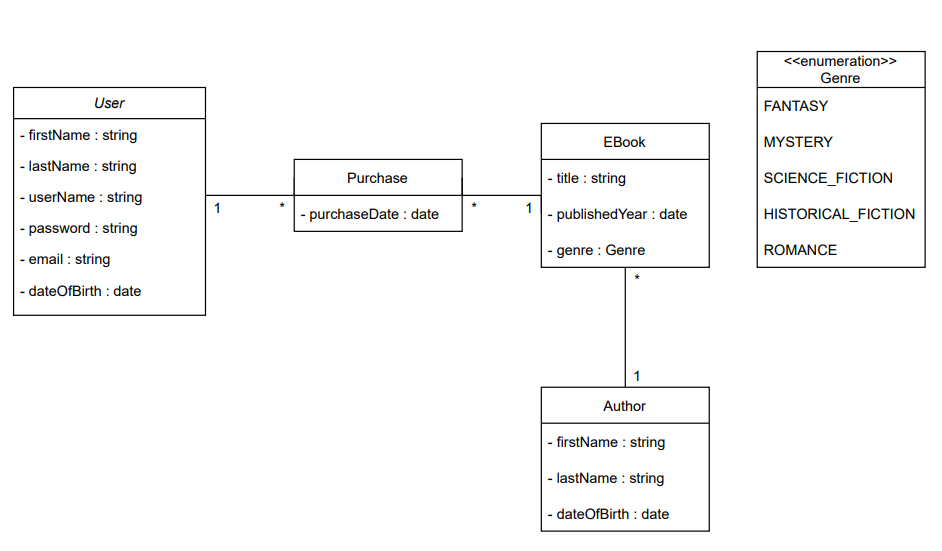 User
- firstName : string
- lastName : string
- userName : string
- password : string
- email : string
- dateOfBirth : date
1
*
Purchase
- purchaseDate : date
*
1
EBook
- title : string
- publishedYear : date
- genre : Genre
*
1
Author
- firstName : string
- lastName : string
- dateOfBirth : date
<<enumeration>>
Genre
FANTASY
MYSTERY
SCIENCE_FICTION
HISTORICAL_FICTION
ROMANCE